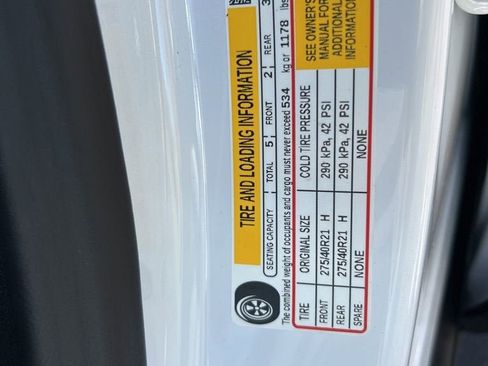 TIRE AND LOADING INFORMATION
SEATING CAPACITY TOTAL 5 FRONT 2 REAR 3
The combined weight of occupants and cargo must never exceed 534 kg or 1178 lbs
TIRE ORIGINAL SIZE COLD TIRE PRESSURE
FRONT 275/40R21 H 290 kPa, 42 PSI
REAR 275/40R21 H 290 kPa, 42 PSI
SPARE NONE NONE
SEE OWNER'S
MANUAL FOR
ADDITIONAL
INFORMATION